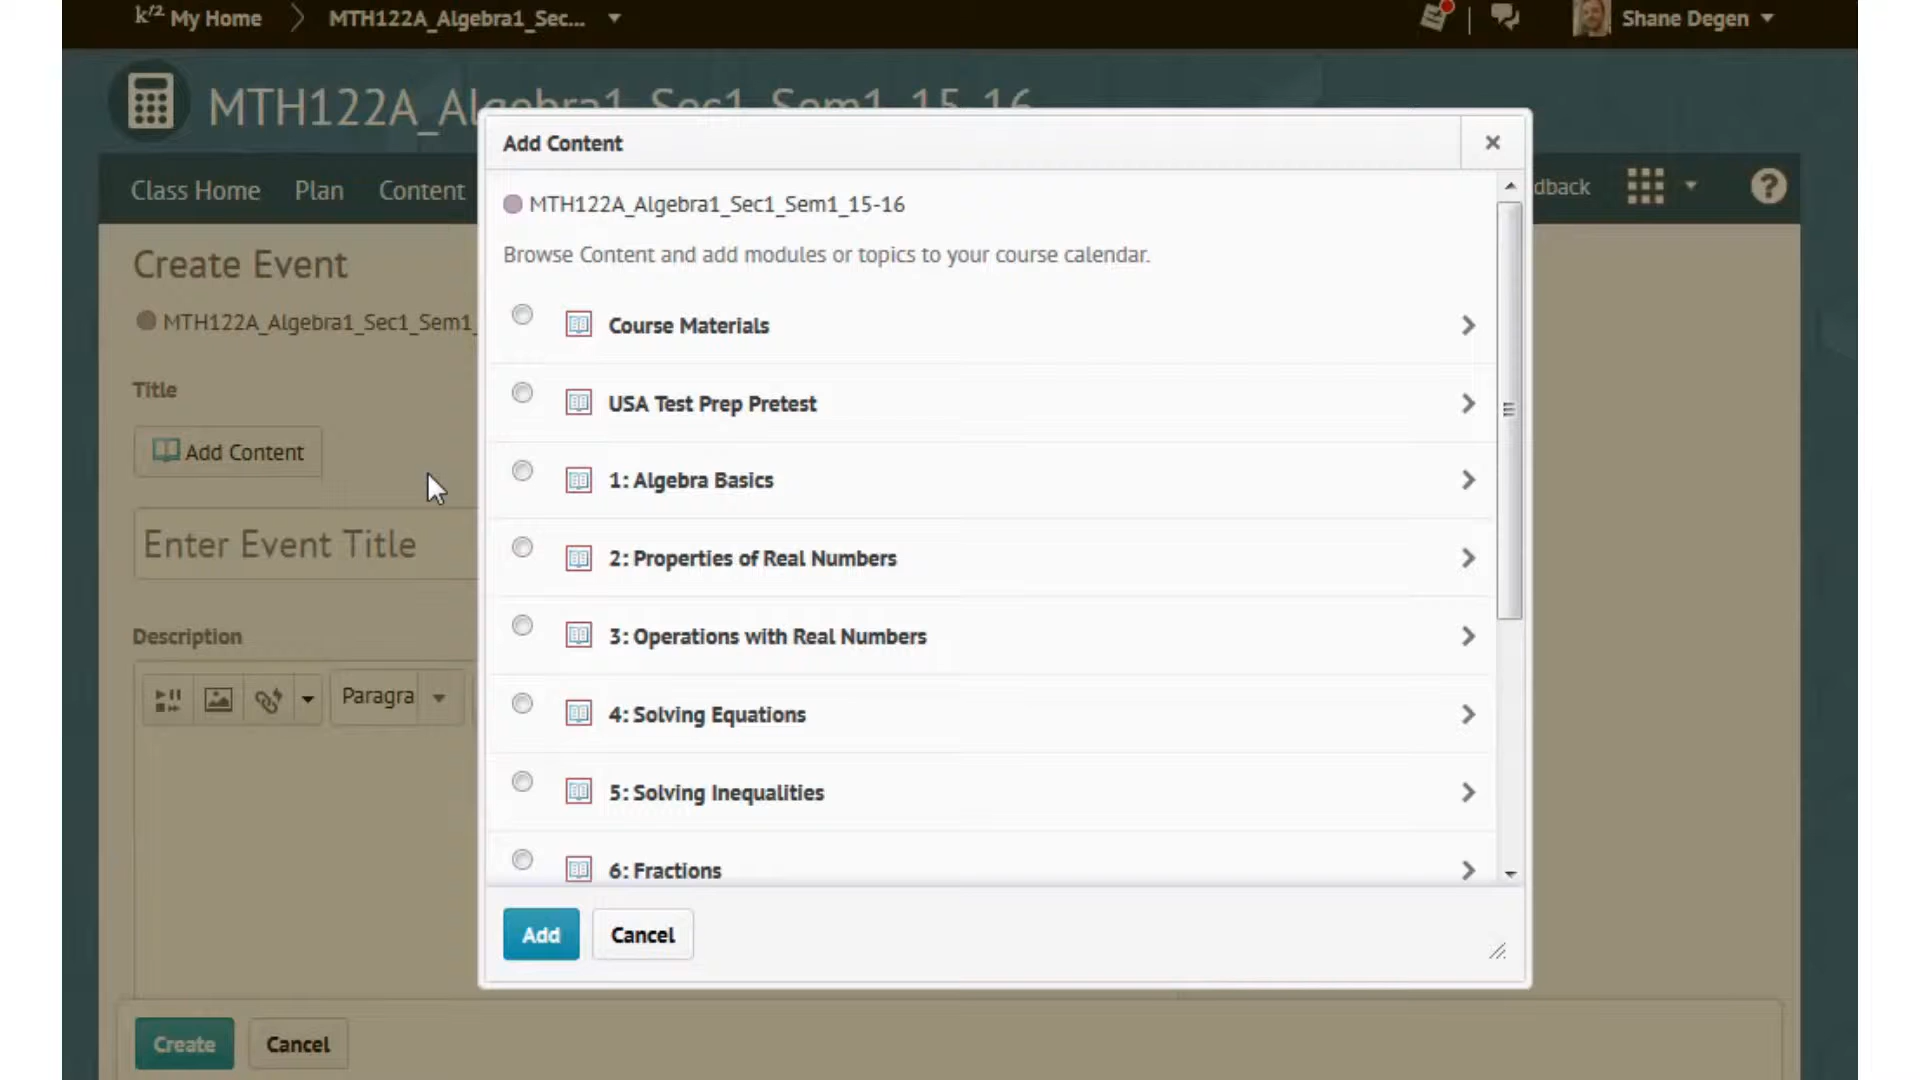 k12 My Home
MTH122A_Algebra1_Sec...
Shane Degen
MTH122A_Algebra1_Sec1_Sem1_15-16
Class Home
Plan
Content
dback
?
Create Event
MTH122A_Algebra1_Sec1_Sem1_
Title
Add Content
Enter Event Title
Description
Paragra
Create
Cancel
Add Content
MTH122A_Algebra1_Sec1_Sem1_15-16
Browse Content and add modules or topics to your course calendar.
Course Materials
USA Test Prep Pretest
1: Algebra Basics
2: Properties of Real Numbers
3: Operations with Real Numbers
4: Solving Equations
5: Solving Inequalities
6: Fractions
Add
Cancel